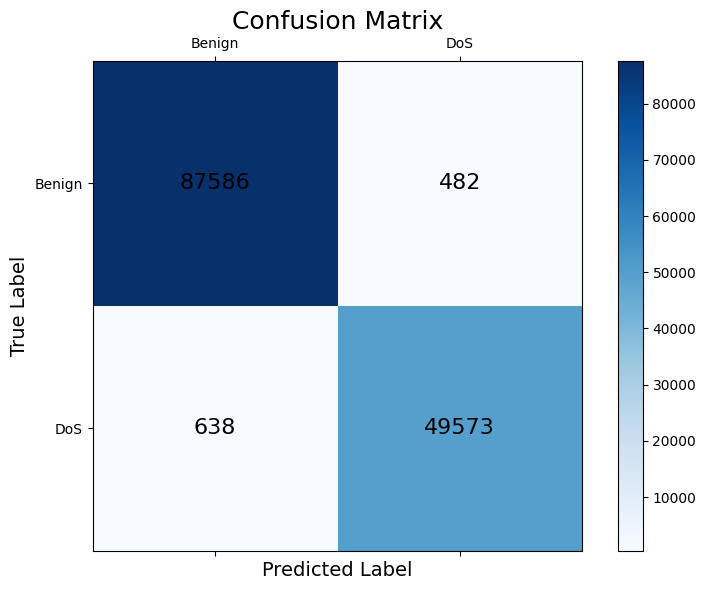 Confusion Matrix
Benign DoS
Benign
87586 482
DoS
638 49573
True Label
Predicted Label
80000
70000
60000
50000
40000
30000
20000
10000